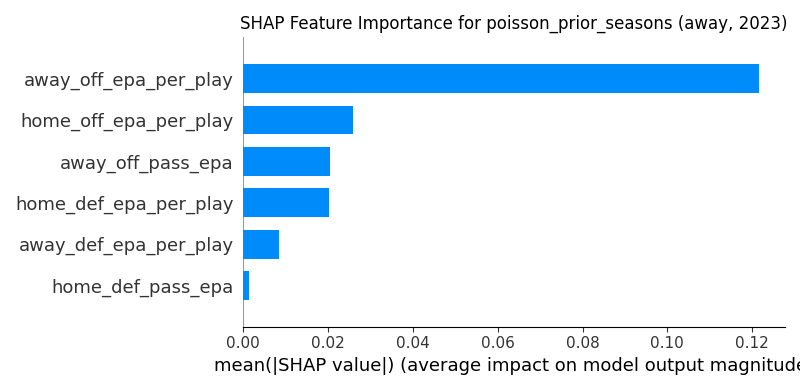 SHAP Feature Importance for poisson_prior_seasons (away, 2023)
away_off_epa_per_play
home_off_epa_per_play
away_off_pass_epa
home_def_epa_per_play
away_def_epa_per_play
home_def_pass_epa
0.00 0.02 0.04 0.06 0.08 0.10 0.12
mean(|SHAP value|) (average impact on model output magnitude